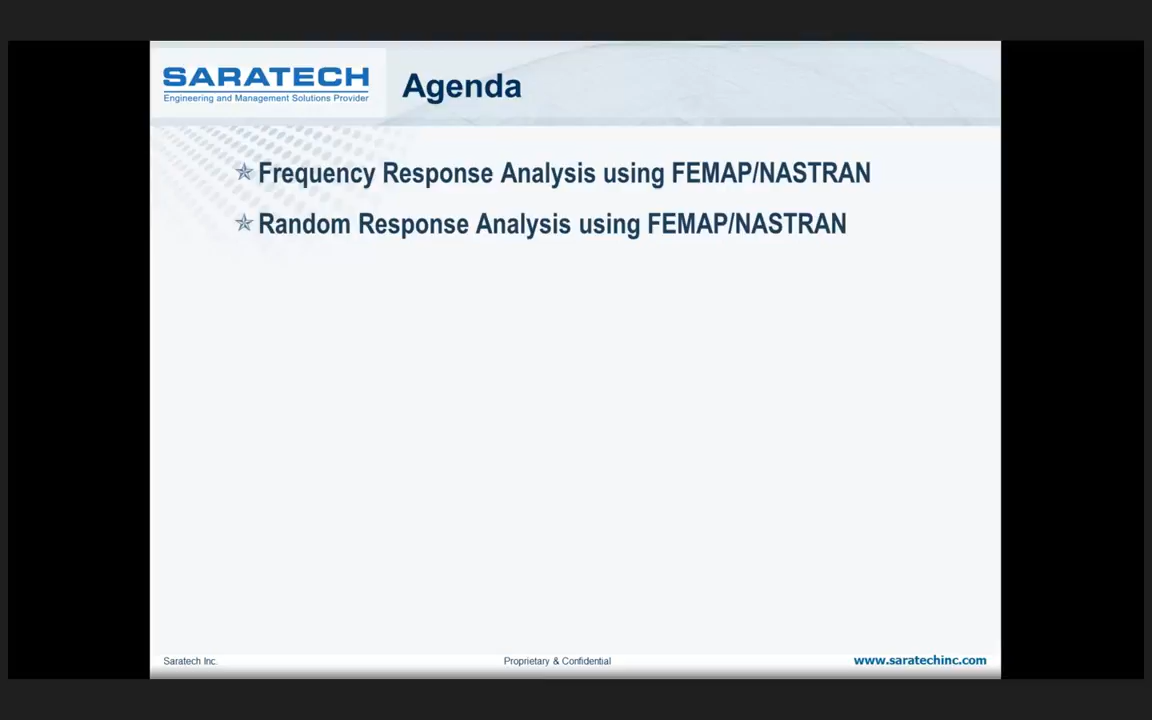 SARATECH
Engineering and Management Solutions Provider
Agenda
Frequency Response Analysis using FEMAP/NASTRAN
Random Response Analysis using FEMAP/NASTRAN
Saratech Inc.
Proprietary & Confidential
www.saratechinc.com